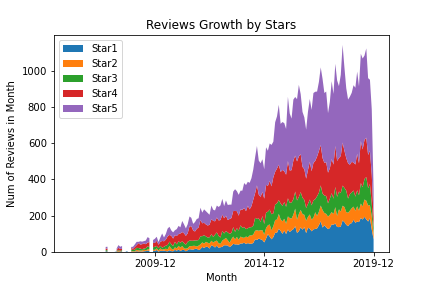 Reviews Growth by Stars
Num of Reviews in Month
1000
800
600
400
200
0
Star1
Star2
Star3
Star4
Star5
2009-12
2014-12
2019-12
Month